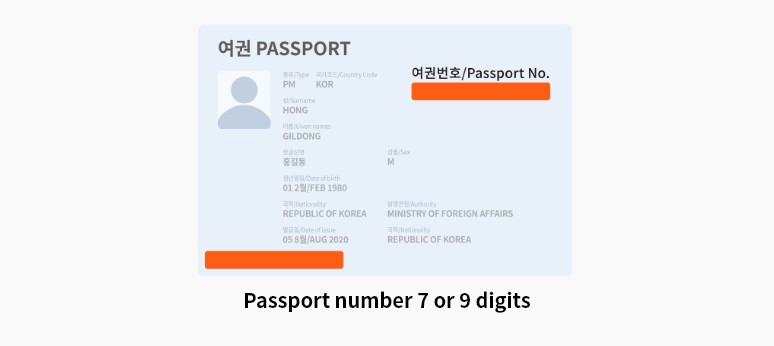 여권 PASSPORT
여권번호/Passport No.
종류/Type 국가코드/Country Code
PM KOR
성/Surname
HONG
이름/Given names
GILDONG
한글성명 성별/Sex
홍길동 M
생년월일/Date of birth
01 2월/FEB 1980
국적/Nationality 발행관청/Authority
REPUBLIC OF KOREA MINISTRY OF FOREIGN AFFAIRS
발급일/Date of issue 국적/Nationality
05 8월/AUG 2020 REPUBLIC OF KOREA
Passport number 7 or 9 digits